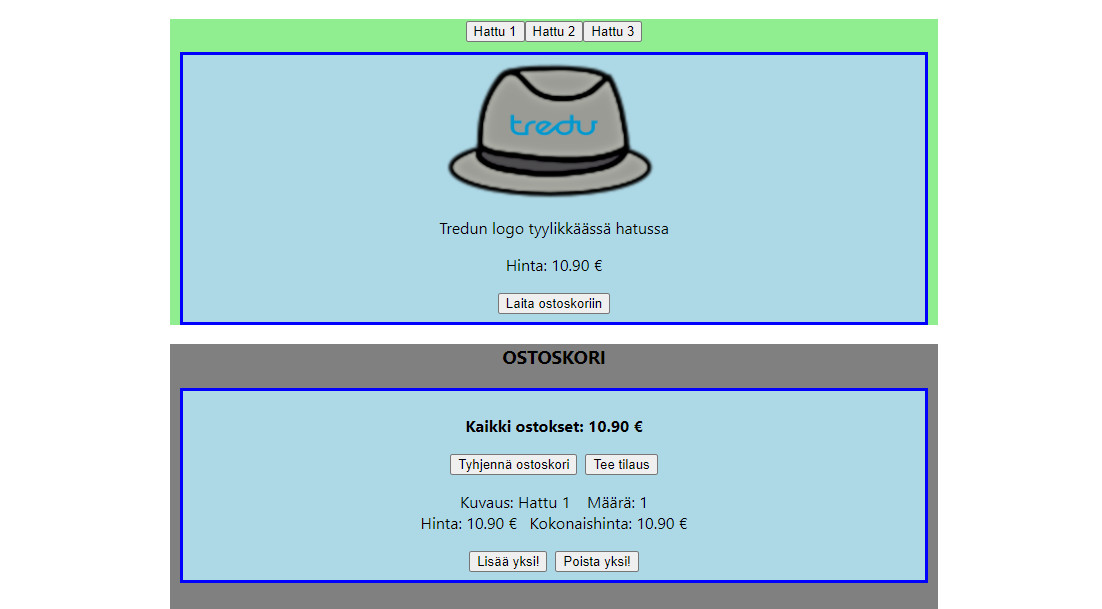 Hattu 1 Hattu 2 Hattu 3
tredu
Tredun logo tyylikkäässä hatussa
Hinta: 10.90 €
Laita ostoskoriin
OSTOSKORI
Kaikki ostokset: 10.90 €
Tyhjennä ostoskori Tee tilaus
Kuvaus: Hattu 1 Määrä: 1
Hinta: 10.90 € Kokonaishinta: 10.90 €
Lisää yksi! Poista yksi!